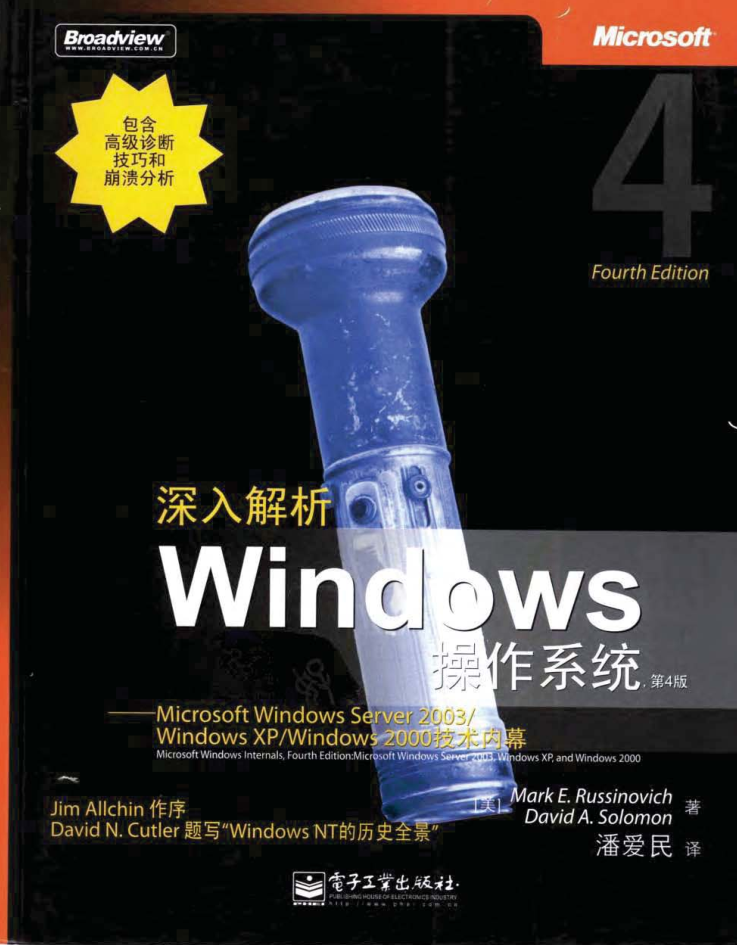 Broadview
WWW.BROADVIEW.COM.CN
Microsoft
包含
高级诊断
技巧和
崩溃分析
4
Fourth Edition
深入解析
Windows
操作系统,第4版
——Microsoft Windows Server 2003/
Windows XP/Windows 2000技术内幕
Microsoft Windows Internals, Fourth Edition:Microsoft Windows Server 2003, Windows XP, and Windows 2000
Jim Allchin 作序
David N. Cutler 题写“Windows NT的历史全景”
[美] Mark E. Russinovich
David A. Solomon 著
潘爱民 译
電子工業出版社·
PUBLISHING HOUSE OF ELECTRONICS INDUSTRY